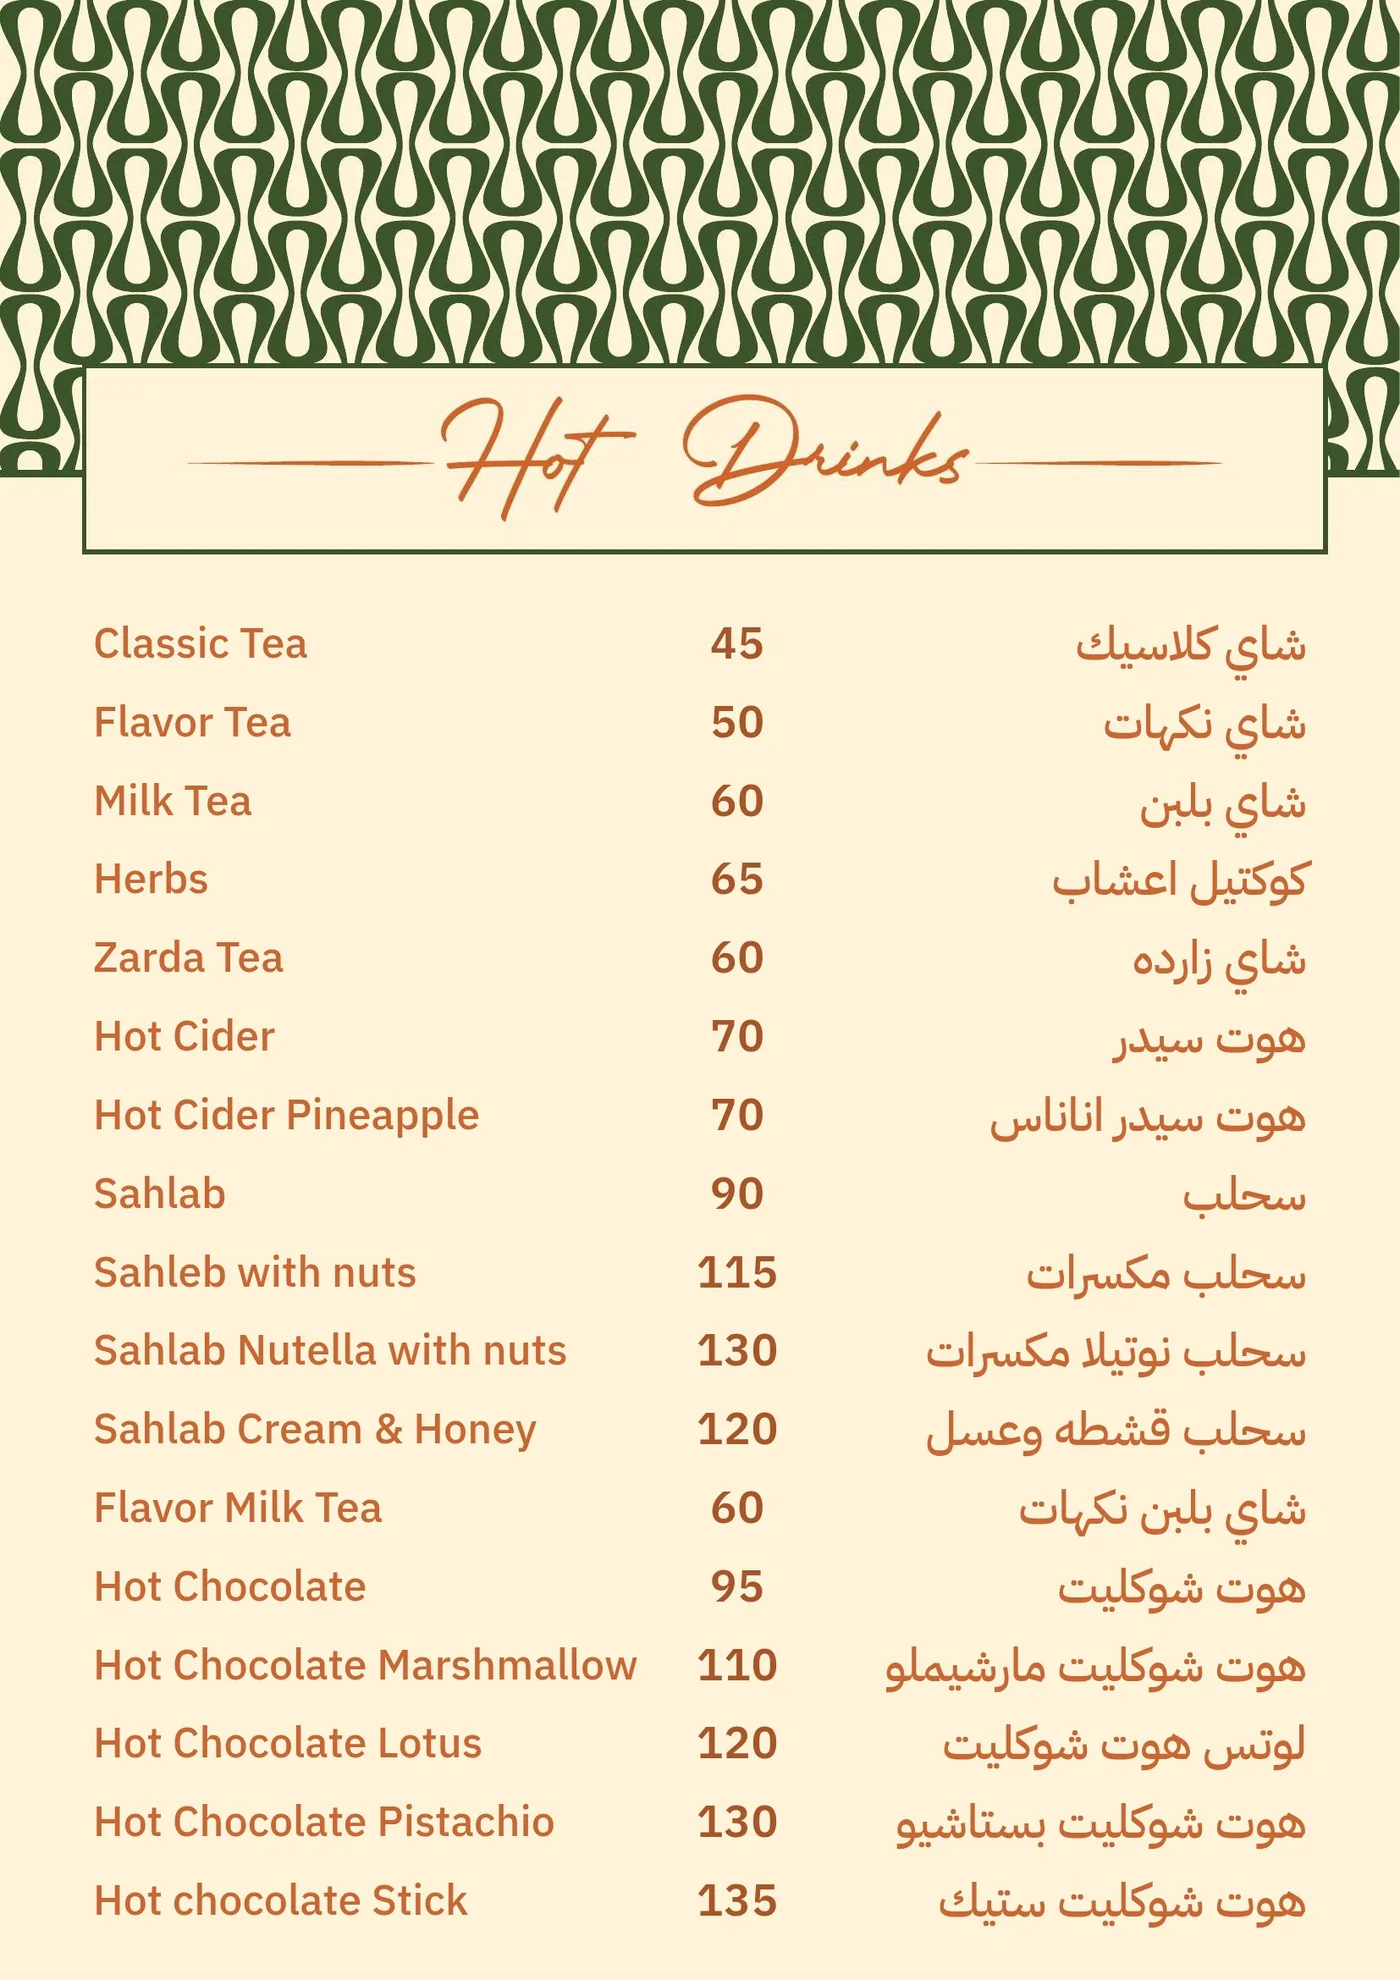 Hot Drinks
Classic Tea 45 شاي كلاسيك
Flavor Tea 50 شاي نكهات
Milk Tea 60 شاي بلبن
Herbs 65 كوكتيل اعشاب
Zarda Tea 60 شاي زارده
Hot Cider 70 هوت سيدر
Hot Cider Pineapple 70 هوت سيدر اناناس
Sahlab 90 سحلب
Sahleb with nuts 115 سحلب مكسرات
Sahlab Nutella with nuts 130 سحلب نوتيلا مكسرات
Sahlab Cream & Honey 120 سحلب قشطه وعسل
Flavor Milk Tea 60 شاي بلبن نكهات
Hot Chocolate 95 هوت شوكليت
Hot Chocolate Marshmallow 110 هوت شوكليت مارشيملو
Hot Chocolate Lotus 120 لوتس هوت شوكليت
Hot Chocolate Pistachio 130 هوت شوكليت بستاشيو
Hot chocolate Stick 135 هوت شوكليت ستيك